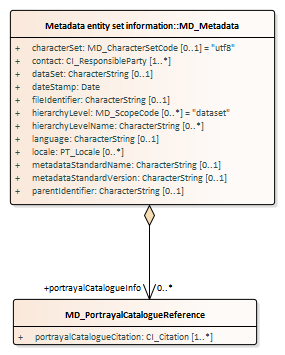 Metadata entity set information::MD_Metadata
+ characterSet: MD_CharacterSetCode [0..1] = "utf8"
+ contact: CI_ResponsibleParty [1..*]
+ dataSet: CharacterString [0..1]
+ dateStamp: Date
+ fileIdentifier: CharacterString [0..1]
+ hierarchyLevel: MD_ScopeCode [0..*] = "dataset"
+ hierarchyLevelName: CharacterString [0..*]
+ language: CharacterString [0..1]
+ locale: PT_Locale [0..*]
+ metadataStandardName: CharacterString [0..1]
+ metadataStandardVersion: CharacterString [0..1]
+ parentIdentifier: CharacterString [0..1]
+portrayalCatalogueInfo 0..*
MD_PortrayalCatalogueReference
+ portrayalCatalogueCitation: CI_Citation [1..*]